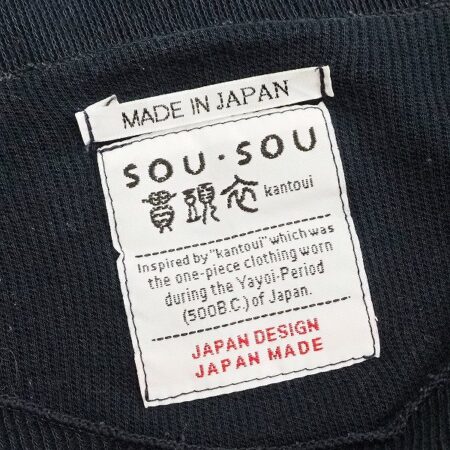 MADE IN JAPAN
SOU・SOU
貫頭衣 kantoui
Inspired by "kantoui" which was
the one-piece clothing worn
during the Yayoi-Period
(500B.C.) of Japan.
JAPAN DESIGN
JAPAN MADE